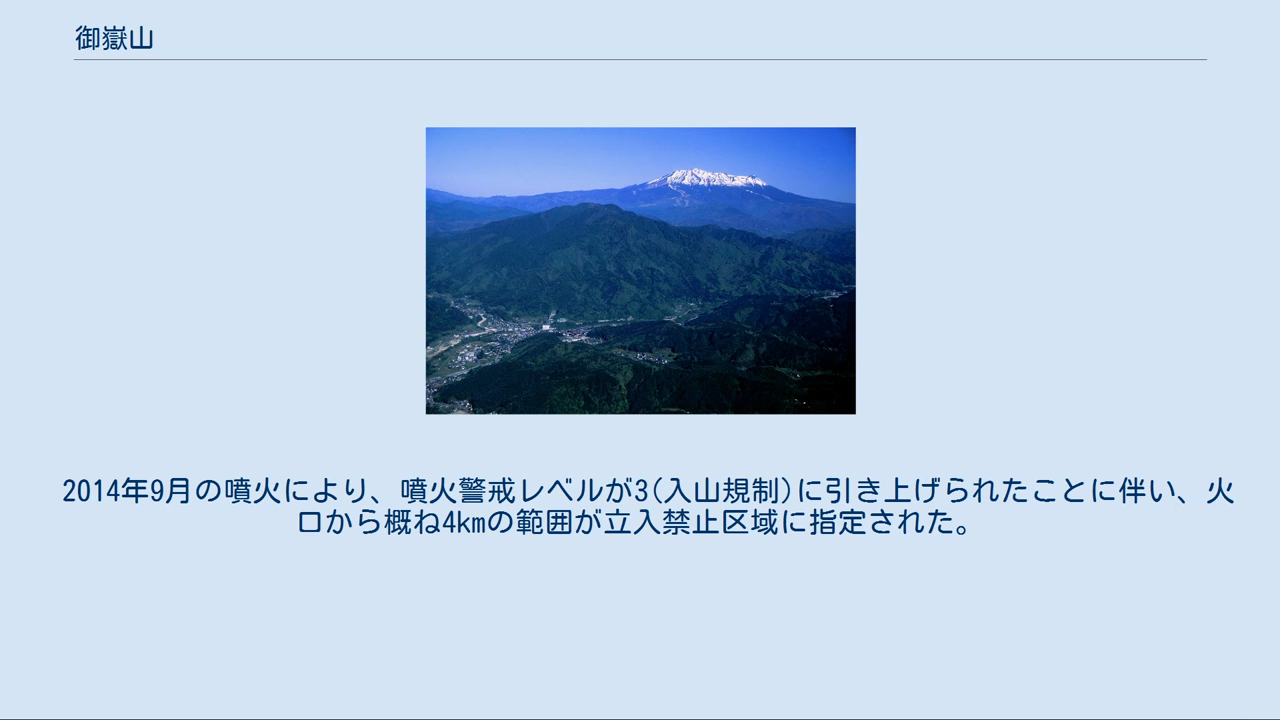 御嶽山
2014年9月の噴火により、噴火警戒レベルが3(入山規制)に引き上げられたことに伴い、火
口から概ね4kmの範囲が立入禁止区域に指定された。